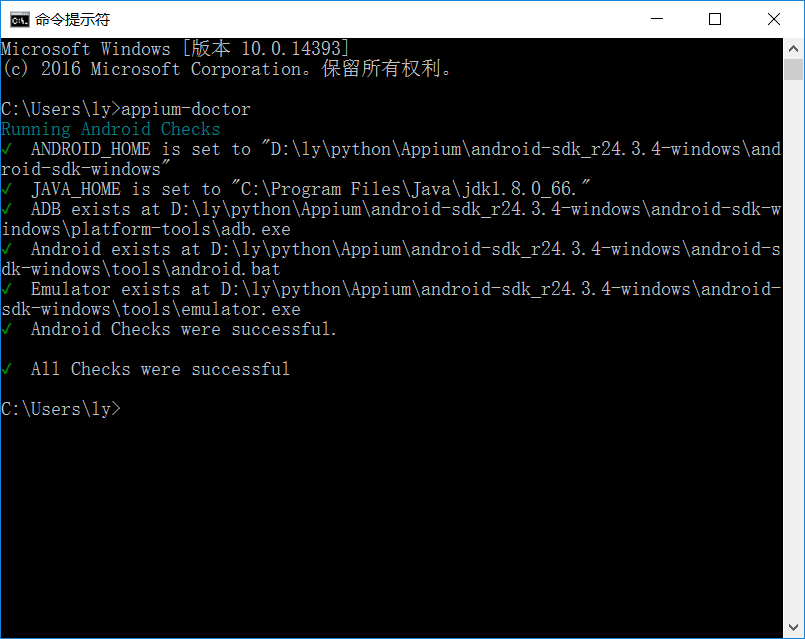 命令提示符
Microsoft Windows [版本 10.0.14393]
(c) 2016 Microsoft Corporation。保留所有权利。
C:\Users\ly>appium-doctor
Running Android Checks
✓ ANDROID_HOME is set to "D:\ly\python\Appium\android-sdk_r24.3.4-windows\and
roid-sdk-windows"
✓ JAVA_HOME is set to "C:\Program Files\Java\jdk1.8.0_66."
✓ ADB exists at D:\ly\python\Appium\android-sdk_r24.3.4-windows\android-sdk-w
indows\platform-tools\adb.exe
✓ Android exists at D:\ly\python\Appium\android-sdk_r24.3.4-windows\android-s
dk-windows\tools\android.bat
✓ Emulator exists at D:\ly\python\Appium\android-sdk_r24.3.4-windows\android-
sdk-windows\tools\emulator.exe
✓ Android Checks were successful.
✓ All Checks were successful
C:\Users\ly>